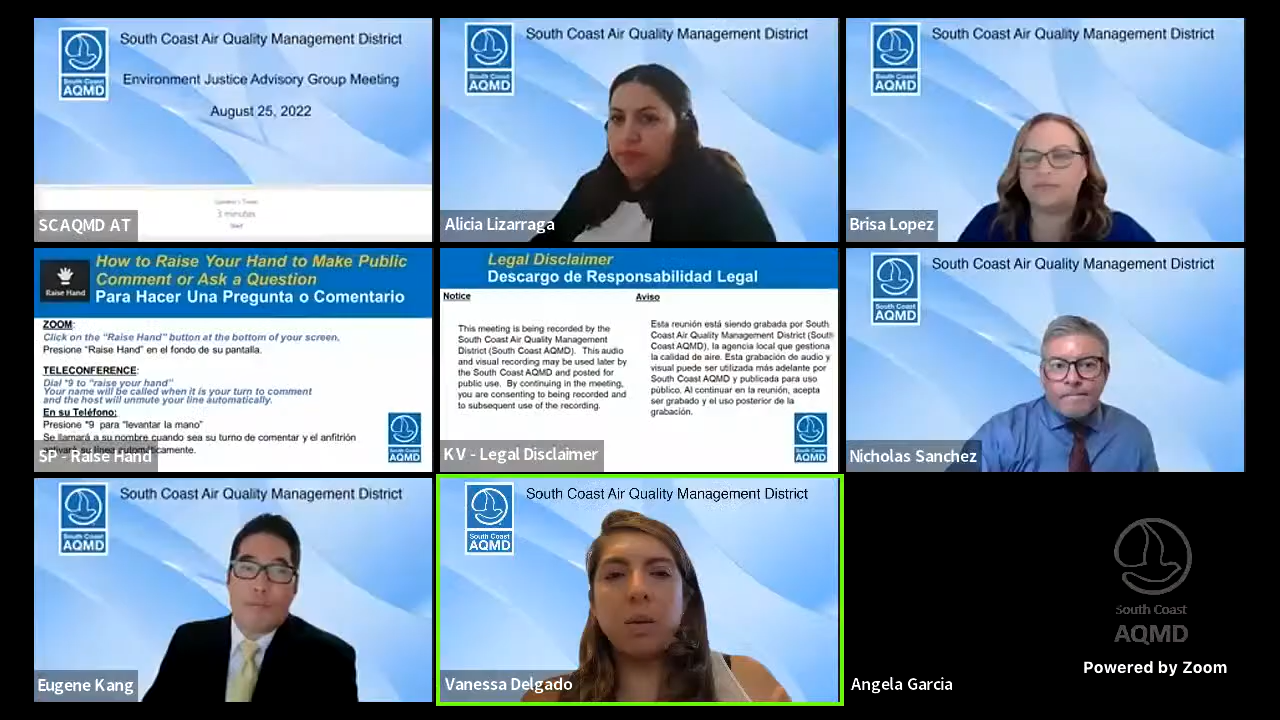 South Coast Air Quality Management District
South Coast
AQMD
Environment Justice Advisory Group Meeting
August 25, 2022
3 minutes
Start
SCAQMD AT
South Coast Air Quality Management District
South Coast
AQMD
Alicia Lizarraga
South Coast Air Quality Management District
South Coast
AQMD
Brisa Lopez
How to Raise Your Hand to Make Public
Comment or Ask a Question
Para Hacer Una Pregunta o Comentario
Raise Hand
ZOOM:
Click on the "Raise Hand" button at the bottom of your screen,
Presione "Raise Hand" en el fondo de su pantalla.
TELECONFERENCE:
Dial *9 to "raise your hand"
Your name will be called when it is your turn to comment
and the host will unmute your line automatically.
En su Teléfono:
Presione *9 para "levantar la mano"
Se llamará a su nombre cuando sea su turno de comentar y el anfitrión
activará su línea automáticamente.
South Coast
AQMD
SP - Raise Hand
Legal Disclaimer
Descargo de Responsabilidad Legal
Notice
This meeting is being recorded by the
South Coast Air Quality Management
District (South Coast AQMD). This audio
and visual recording may be used later by
the South Coast AQMD and posted for
public use. By continuing in the meeting,
you are consenting to being recorded and
to subsequent use of the recording.
Aviso
Esta reunión está siendo grabada por South
Coast Air Quality Management District (South
Coast AQMD), la agencia local que gestiona
la calidad de aire. Esta grabación de audio y
visual puede ser utilizada más adelante por
South Coast AQMD y publicada para uso
público. Al continuar en la reunión, acepta
ser grabado y el uso posterior de la
grabación.
South Coast
AQMD
KV - Legal Disclaimer
South Coast Air Quality Management District
South Coast
AQMD
Nicholas Sanchez
South Coast Air Quality Management District
South Coast
AQMD
Eugene Kang
South Coast Air Quality Management District
South Coast
AQMD
Vanessa Delgado
South Coast
AQMD
Powered by Zoom
Angela Garcia